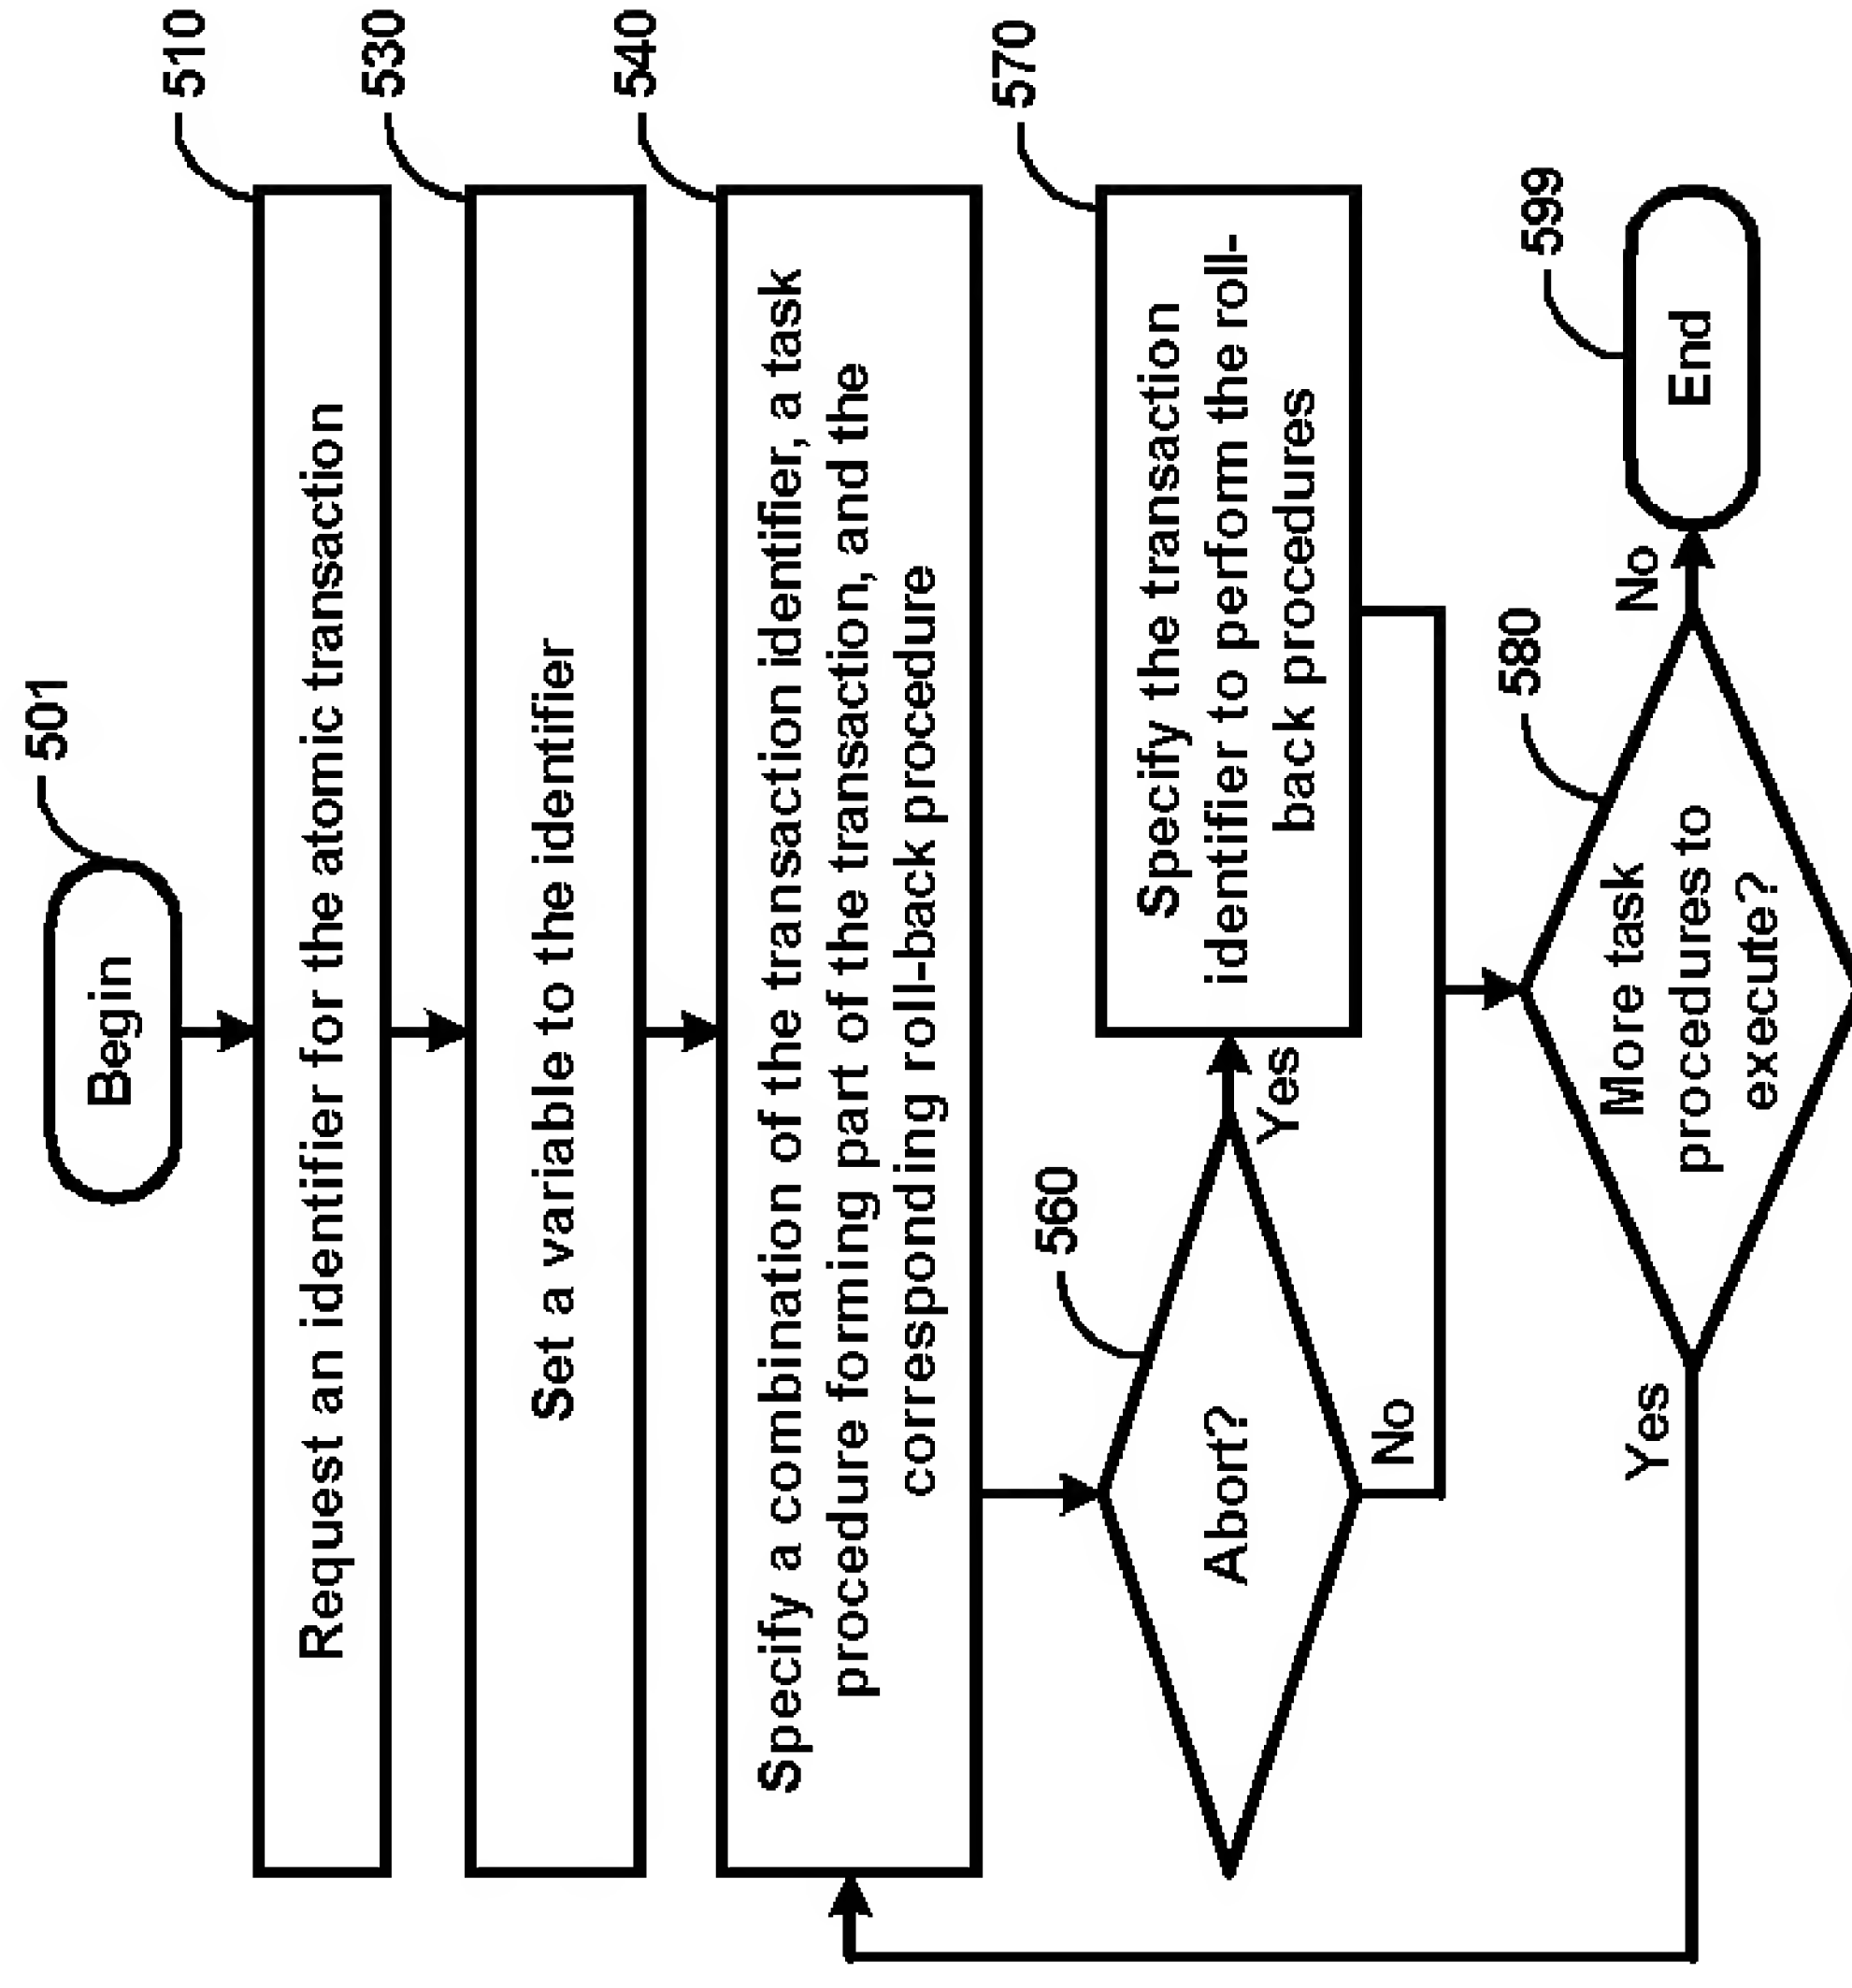 501
Begin
510
Request an identifier for the atomic transaction
530
Set a variable to the identifier
540
Specify a combination of the transaction identifier, a task
procedure forming part of the transaction, and the
corresponding roll-back procedure
560
Abort?
Yes
No
570
Specify the transaction
identifier to perform the roll-
back procedures
580
More task
procedures to
execute?
Yes
No
599
End